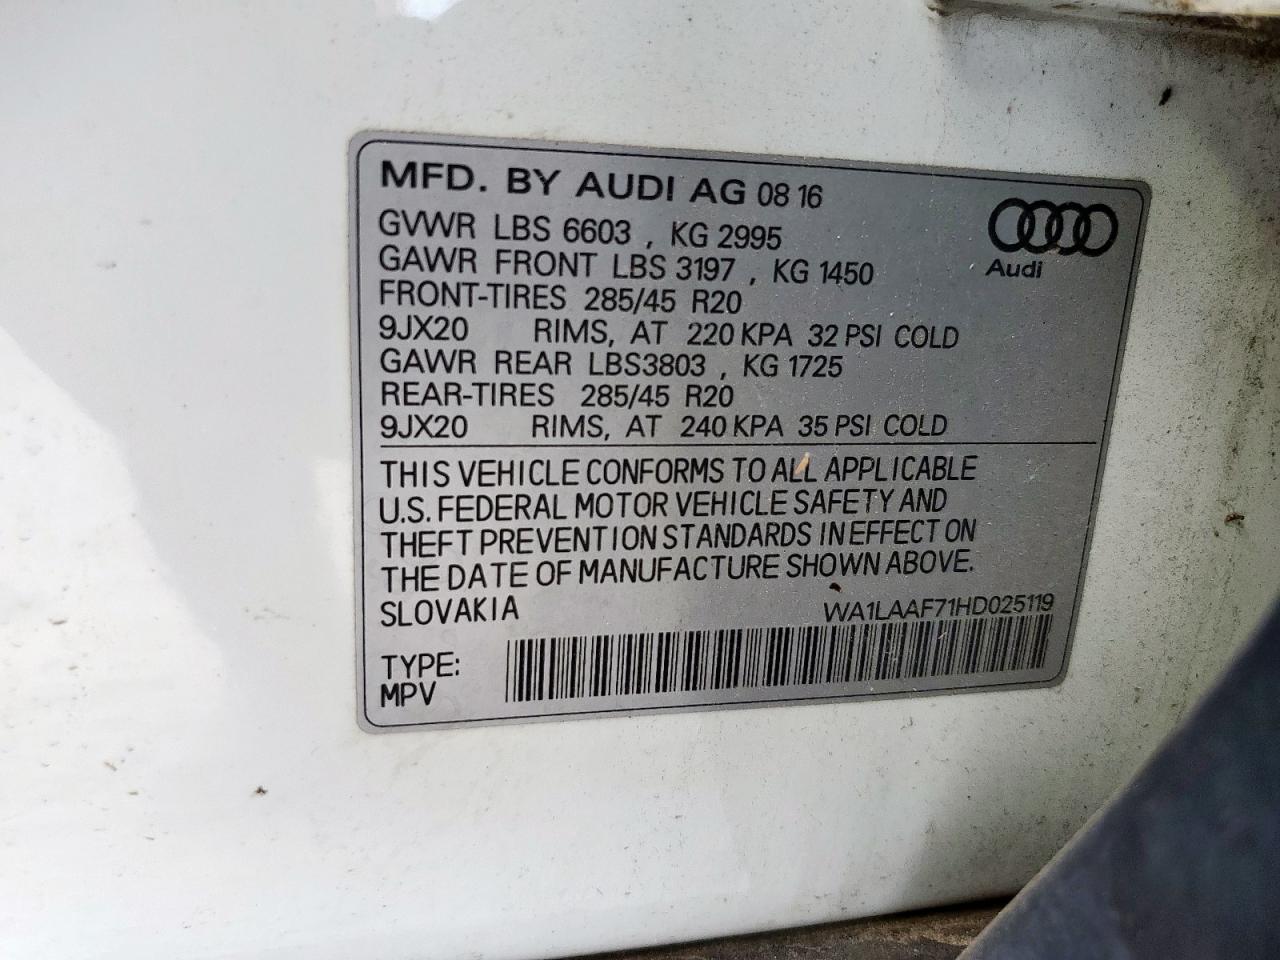 MFD. BY AUDI AG 08 16
GVWR LBS 6603 , KG 2995
GAWR FRONT LBS 3197 , KG 1450
FRONT-TIRES 285/45 R20
9JX20 RIMS, AT 220 KPA 32 PSI COLD
GAWR REAR LBS3803 , KG 1725
REAR-TIRES 285/45 R20
9JX20 RIMS, AT 240 KPA 35 PSI COLD
Audi
THIS VEHICLE CONFORMS TO ALL APPLICABLE
U.S. FEDERAL MOTOR VEHICLE SAFETY AND
THEFT PREVENTION STANDARDS IN EFFECT ON
THE DATE OF MANUFACTURE SHOWN ABOVE.
SLOVAKIA WA1LAAF71HD025119
TYPE:
MPV